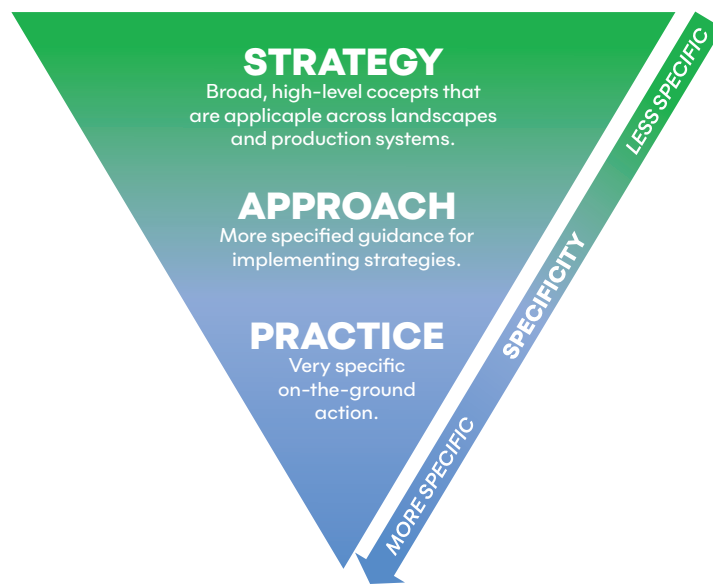 STRATEGY
Broad, high-level cocepts that
are applicaple across landscapes
and production systems.
APPROACH
More specified guidance for
implementing strategies.
PRACTICE
Very specific
on-the-ground
action.
LESS SPECIFIC
SPECIFICITY
MORE SPECIFIC